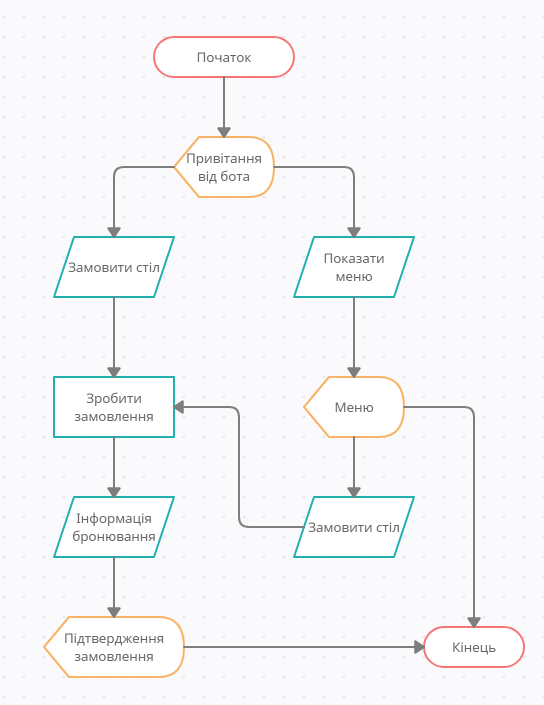 Початок
Привітання
від бота
Замовити стіл
Показати
меню
Зробити
замовлення
Меню
Інформація
бронювання
Замовити стіл
Підтвердження
замовлення
Кінець